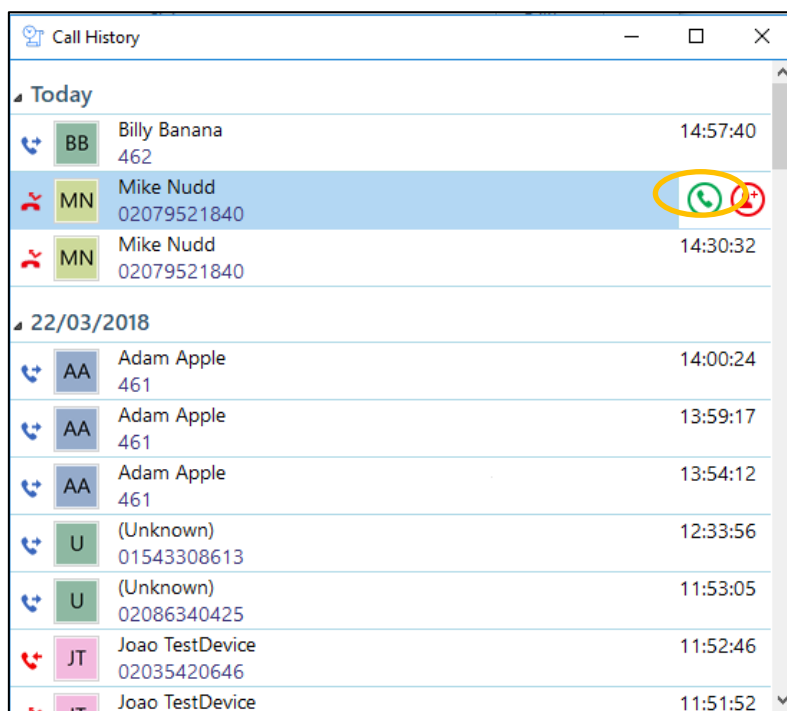 Call History
Today
BB
Billy Banana
14:57:40
462
MN
Mike Nudd
02079521840
MN
Mike Nudd
14:30:32
02079521840
22/03/2018
AA
Adam Apple
14:00:24
461
AA
Adam Apple
13:59:17
461
AA
Adam Apple
13:54:12
461
U
(Unknown)
12:33:56
01543308613
U
(Unknown)
11:53:05
02086340425
JT
Joao TestDevice
11:52:46
02035420646
JT
Joao TestDevice
11:51:52